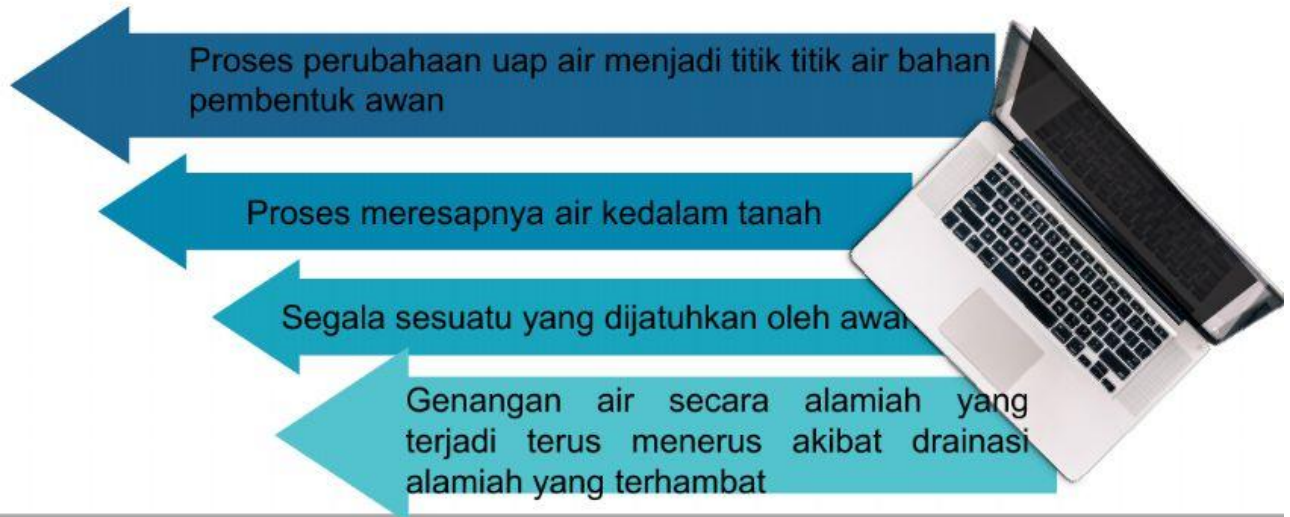 Proses perubahaan uap air menjadi titik titik air bahan
pembentuk awan
Proses meresapnya air kedalam tanah
Segala sesuatu yang dijatuhkan oleh awan
Genangan air secara alamiah yang
terjadi terus menerus akibat drainasi
alamiah yang terhambat